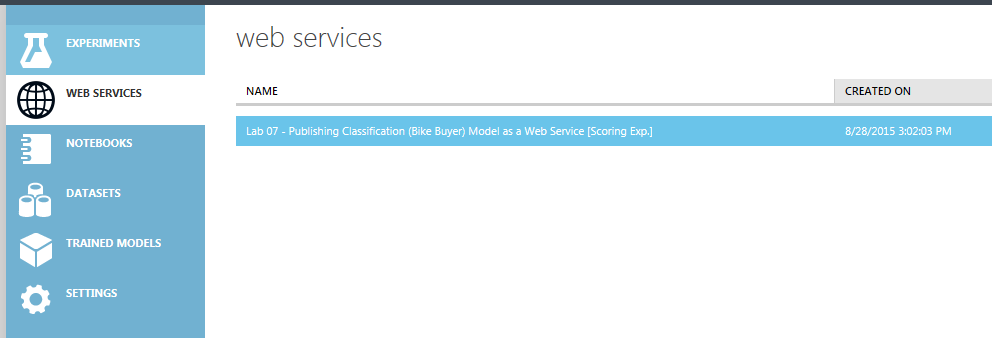 EXPERIMENTS
WEB SERVICES
NOTEBOOKS
DATASETS
TRAINED MODELS
SETTINGS
web services
NAME CREATED ON
Lab 07 - Publishing Classification (Bike Buyer) Model as a Web Service [Scoring Exp.] 8/28/2015 3:02:03 PM